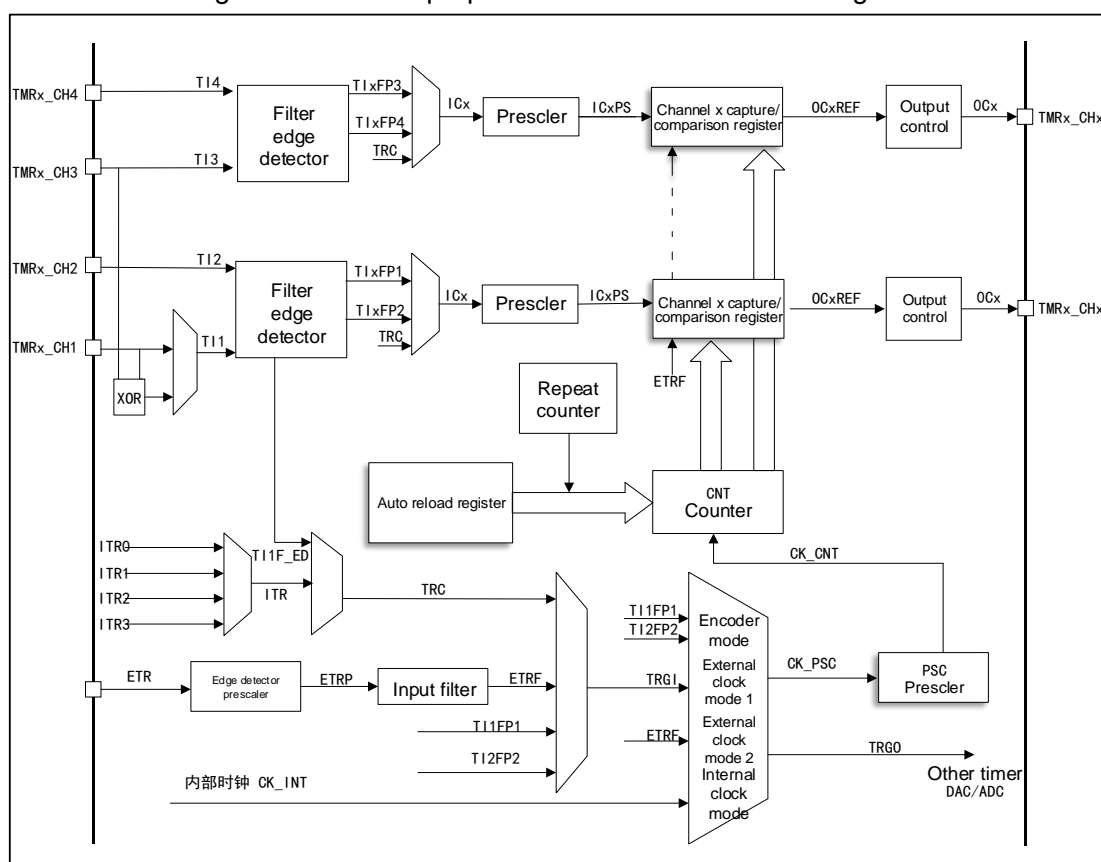 TMRx_CH4
TI4
TIxFP3
TIxFP4
TRC
ICx
ICxPS
OCxREF
OCx
Filter
edge
detector
Prescler
Channel x capture/
comparison register
Output
control
TMRx_CHx
TMRx_CH3
TI3
TMRx_CH2
TI2
TIxFP1
TIxFP2
TRC
ICx
ICxPS
OCxREF
OCx
Filter
edge
detector
Prescler
Channel x capture/
comparison register
Output
control
TMRx_CHx
TMRx_CH1
TI1
XOR
ETRF
Repeat
counter
Auto reload register
CNT
Counter
ITR0
ITR1
ITR2
ITR3
TI1F_ED
ITR
TRC
CK_CNT
TI1FP1
TI2FP2
Encoder
mode
External
clock
mode 1
External
clock
mode 2
Internal
clock
mode
CK_PSC
PSC
Prescler
ETR
Edge detector
prescaler
ETRP
Input filter
ETRF
TRGI
TI1FP1
TI2FP2
ETRF
TRGO
Other timer
DAC/ADC
内部时钟 CK_INT